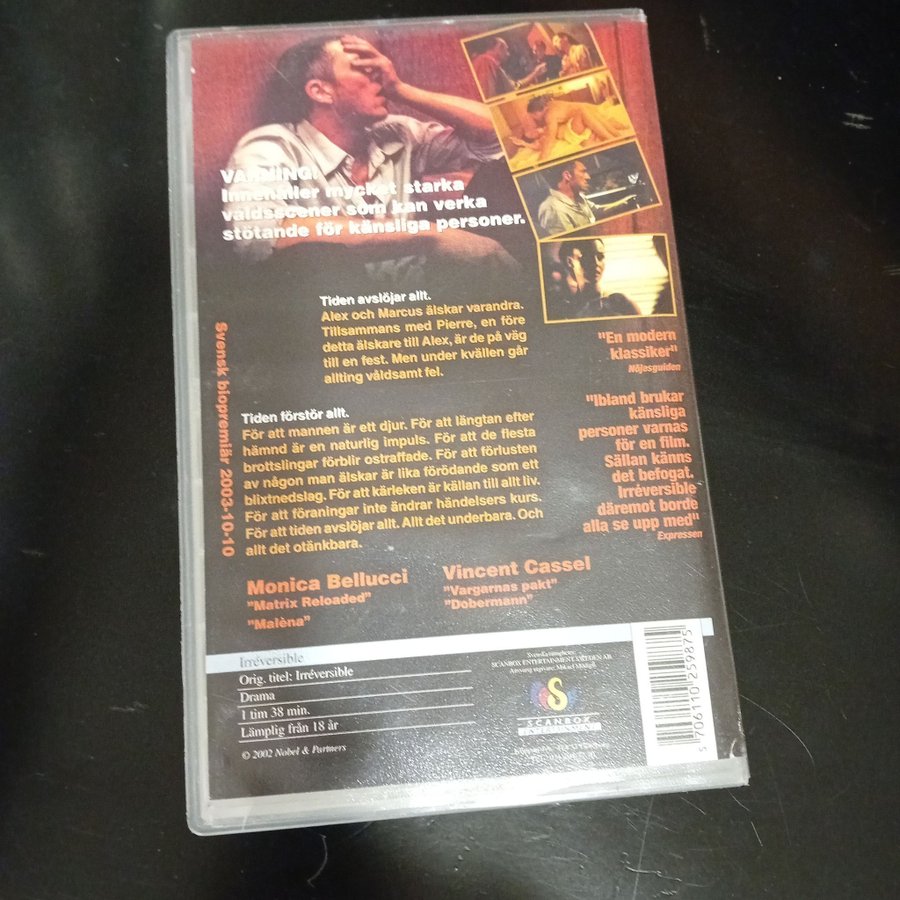 VARNING!
Innehåller mycket starka
våldsscener som kan verka
stötande för känsliga personer.
Tiden avslöjar allt.
Alex och Marcus älskar varandra.
Tillsammans med Pierre, en före
detta älskare till Alex, är de på väg
till en fest. Men under kvällen går
allting våldsamt fel.
Tiden förstör allt.
För att mannen är ett djur. För att längtan efter
hämnd är en naturlig impuls. För att de flesta
brottslingar förblir ostraffade. För att förlusten
av någon man älskar är lika förödande som ett
blixtnedslag. För att kärleken är källan till allt liv.
För att föraningar inte ändrar händelsers kurs.
För att tiden avslöjar allt. Allt det underbara. Och
allt det otänkbara.
"En modern
klassiker"
Nöjesguiden
"Ibland brukar
känsliga
personer varnas
för en film.
Sällan känns
det befogat.
Irréversible
däremot borde
alla se upp med"
Expressen
Svensk biopremiär 2003-10-10
Monica Bellucci
"Matrix Reloaded"
"Malèna"
Vincent Cassel
"Vargarnas pakt"
"Dobermann"
Irréversible
Orig. titel: Irréversible
Drama
1 tim 38 min.
Lämplig från 18 år
© 2002 Nobel & Partners
SCANBOX ENTERTAINMENT SWEDEN AB
S
SCANBOX
5 706110 259875